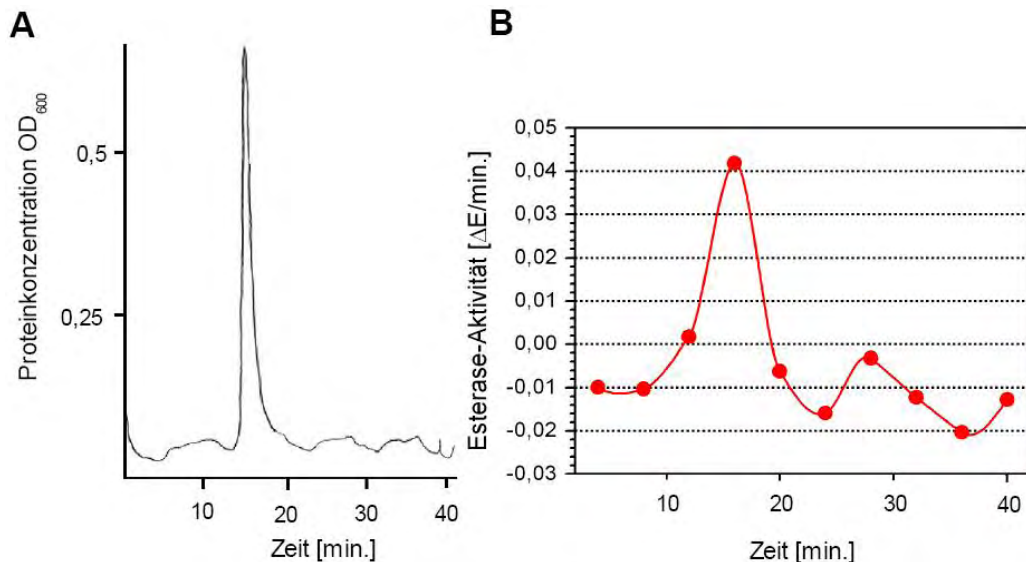 A
Proteinkonzentration OD600
0,5
0,25
10 20 30 40
Zeit [min.]
B
Esterase-Aktivität [ΔE/min.]
0,05
0,04
0,03
0,02
0,01
0,00
-0,01
-0,02
-0,03
10 20 30 40
Zeit [min.]